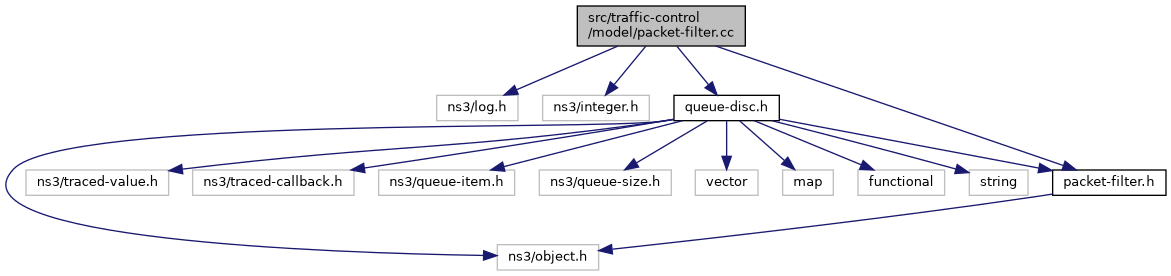 src/traffic-control
/model/packet-filter.cc
ns3/log.h
ns3/integer.h
queue-disc.h
ns3/traced-value.h
ns3/traced-callback.h
ns3/queue-item.h
ns3/queue-size.h
vector
map
functional
string
packet-filter.h
ns3/object.h